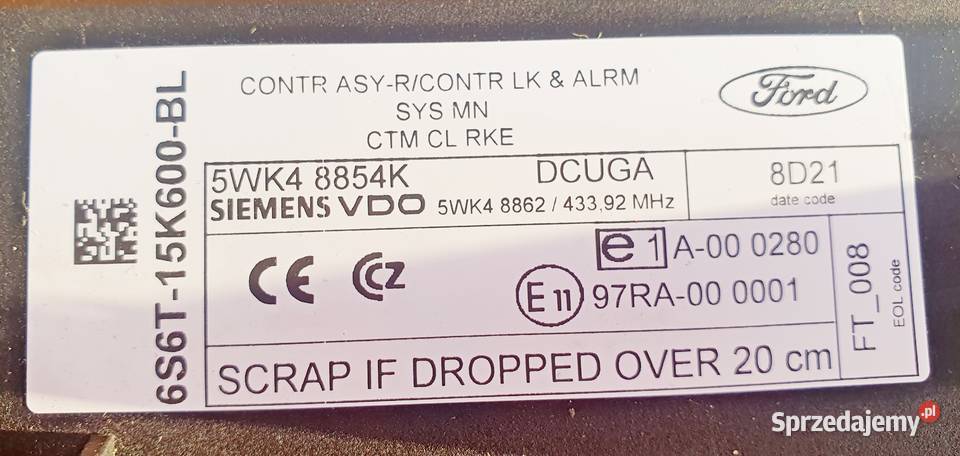 6S6T-15K600-BL
CONTR ASY-R/CONTR LK & ALRM
SYS MN
CTM CL RKE
Ford
5WK4 8854K DCUGA
SIEMENS VDO 5WK4 8862 / 433,92 MHz
8D21
date code
CE CCZ
e 1 A-00 0280
E 11 97RA-00 0001
FT_008
EOL code
SCRAP IF DROPPED OVER 20 cm
Sprzedajemy.pl